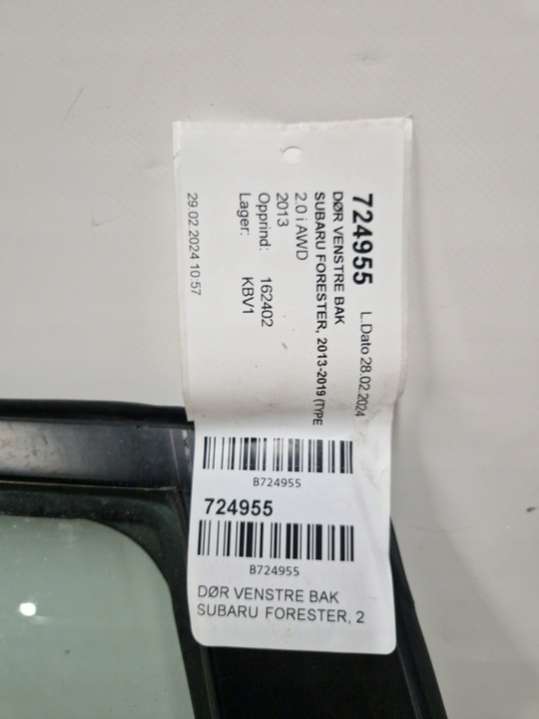 724955 L.Dato 28.02.2024
DØR VENSTRE BAK
SUBARU FORESTER, 2013-2019 (TYPE
2.0 i AWD
2013
Opprind: 162402
Lager: KBV1
29.02.2024 10:57
B724955
724955
B724955
DØR VENSTRE BAK
SUBARU FORESTER, 2